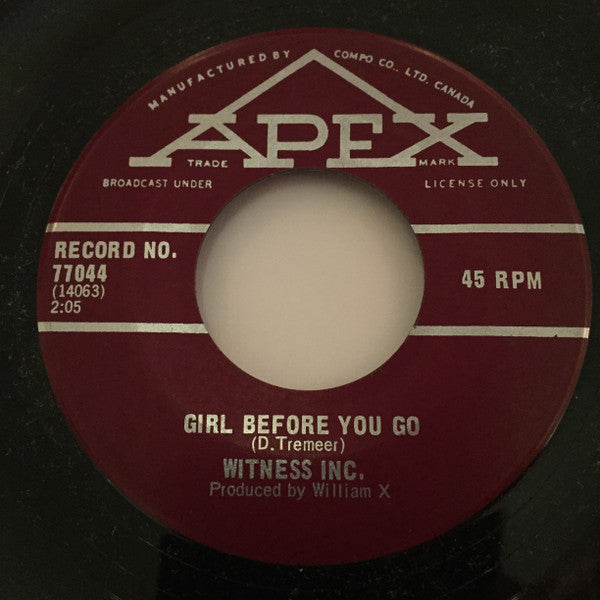 MANUFACTURED BY COMPO CO., LTD. CANADA
APEX
TRADE MARK
BROADCAST UNDER LICENSE ONLY
RECORD NO.
77044
(14063)
2:05
45 RPM
GIRL BEFORE YOU GO
(D.Tremeer)
WITNESS INC.
Produced by William X